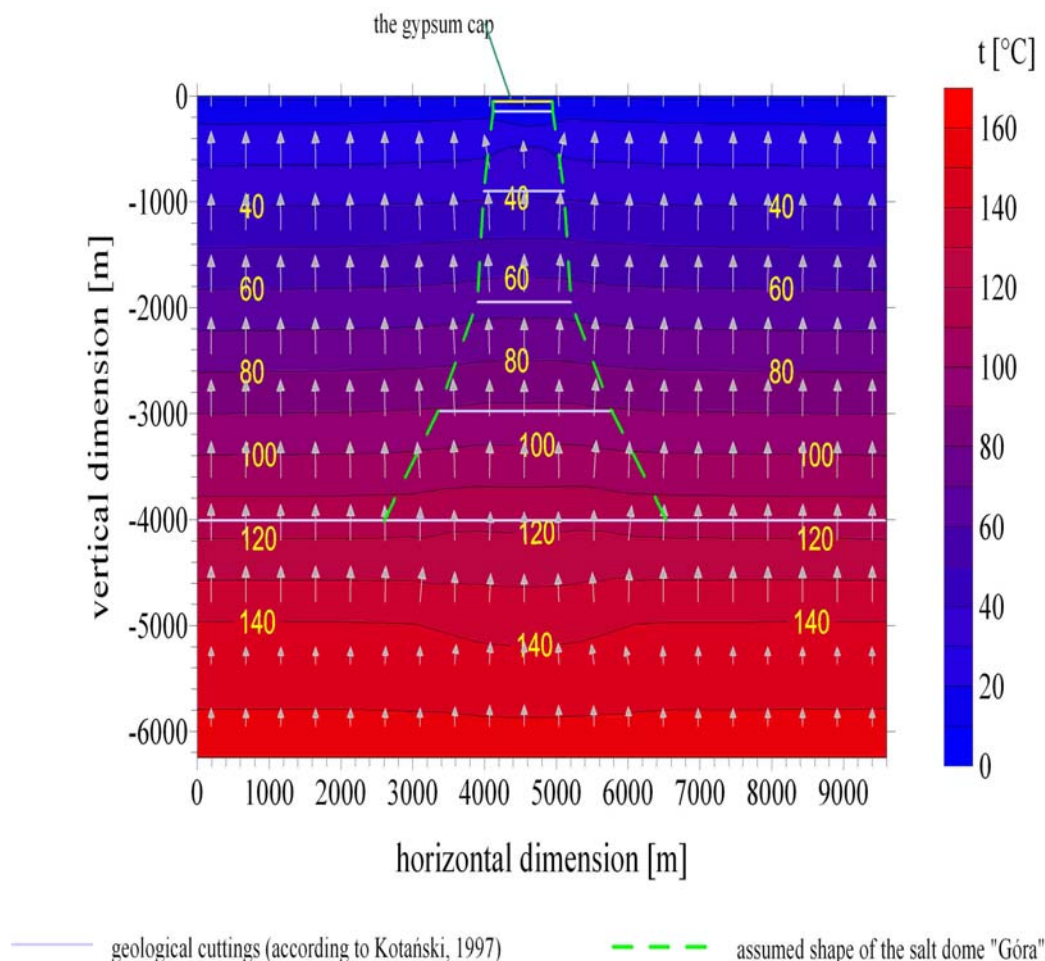 the gypsum cap
t [°C]
0
-1000
-2000
-3000
-4000
-5000
-6000
vertical dimension [m]
40 40 40
60 60 60
80 80 80
100 100 100
120 120 120
140 140 140
160
140
120
100
80
60
40
20
0
0 1000 2000 3000 4000 5000 6000 7000 8000 9000
horizontal dimension [m]
geological cuttings (according to Kotański, 1997)
assumed shape of the salt dome "Góra"